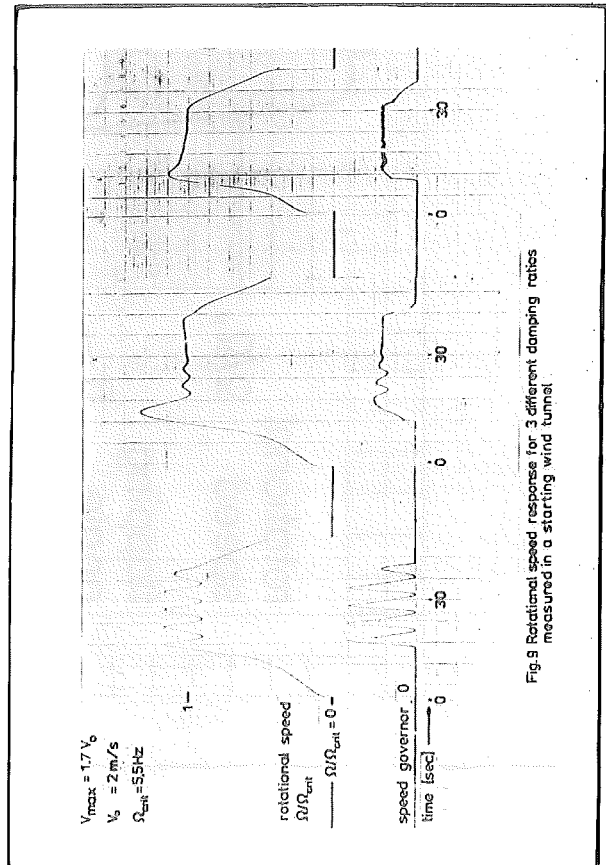 V_max = 1.7 V_o
V_o = 2 m/s
Ω_crit = 5,5Hz
1
rotational speed
Ω/Ω_crit
Ω/Ω_crit = 0
speed governor 0
time [sec]
0
30
0
30
0
30
Fig. 9 Rotational speed response for 3 different damping ratios
measured in a starting wind tunnel